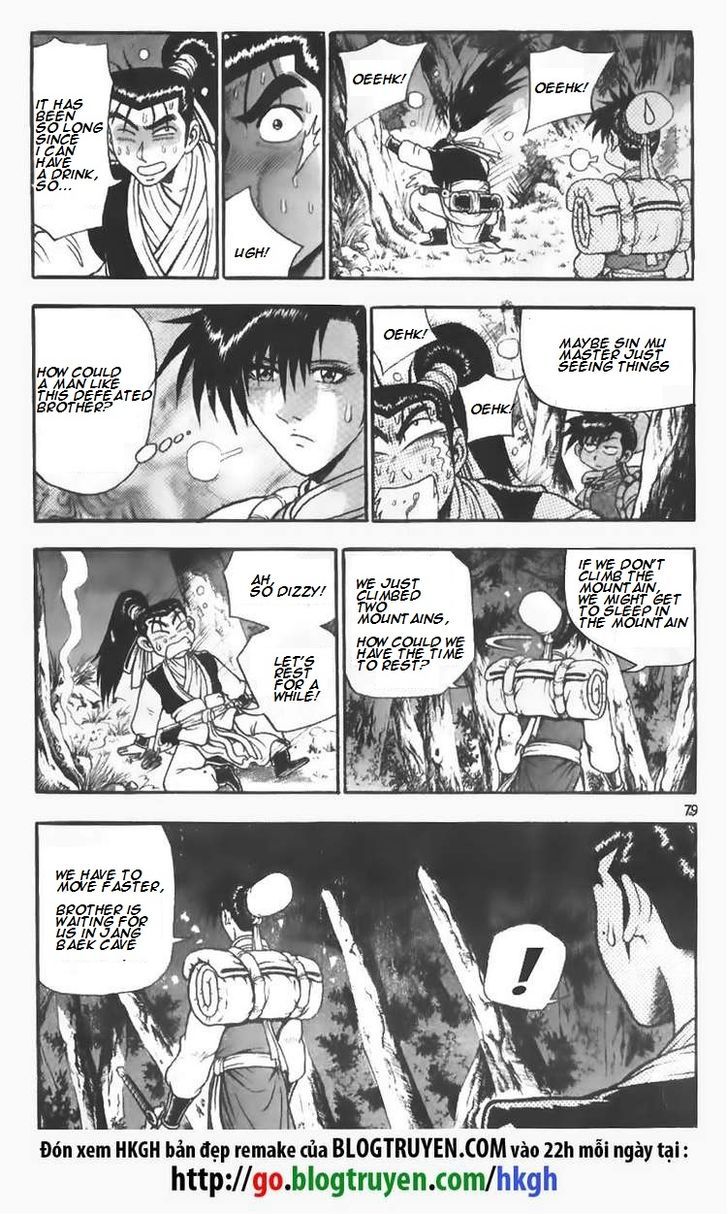 IT HAS
BEEN
SO LONG
SINCE
I CAN
HAVE
A DRINK,
SO...
UGH!
OEEHK!
OEEHK!
HOW COULD
A MAN LIKE
THIS DEFEATED
BROTHER?
OEHK!
OEHK!
MAYBE SIN MU
MASTER JUST
SEEING THINGS
AH,
SO DIZZY!
LET'S
REST
FOR A
WHILE!
WE JUST
CLIMBED
TWO
MOUNTAINS,
HOW COULD WE
HAVE THE TIME
TO REST?
IF WE DON'T
CLIMB THE
MOUNTAIN,
WE MIGHT GET
TO SLEEP IN
THE MOUNTAIN
79
WE HAVE TO
MOVE FASTER,
BROTHER IS
WAITING FOR
US IN JANG
BAEK CAVE
!
Đón xem HKGH bản đẹp remake của BLOGTRUYEN.COM vào 22h mỗi ngày tại :
http://go.blogtruyen.com/hkgh